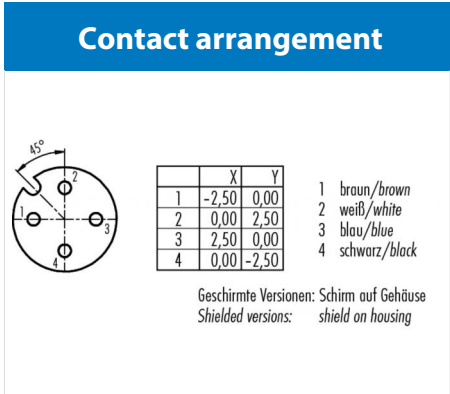 Contact arrangement
45°
2
1
3
4
X Y
1 -2,50 0,00
2 0,00 2,50
3 2,50 0,00
4 0,00 -2,50
1 braun/brown
2 weiß/white
3 blau/blue
4 schwarz/black
Geschirmte Versionen: Schirm auf Gehäuse
Shielded versions: shield on housing